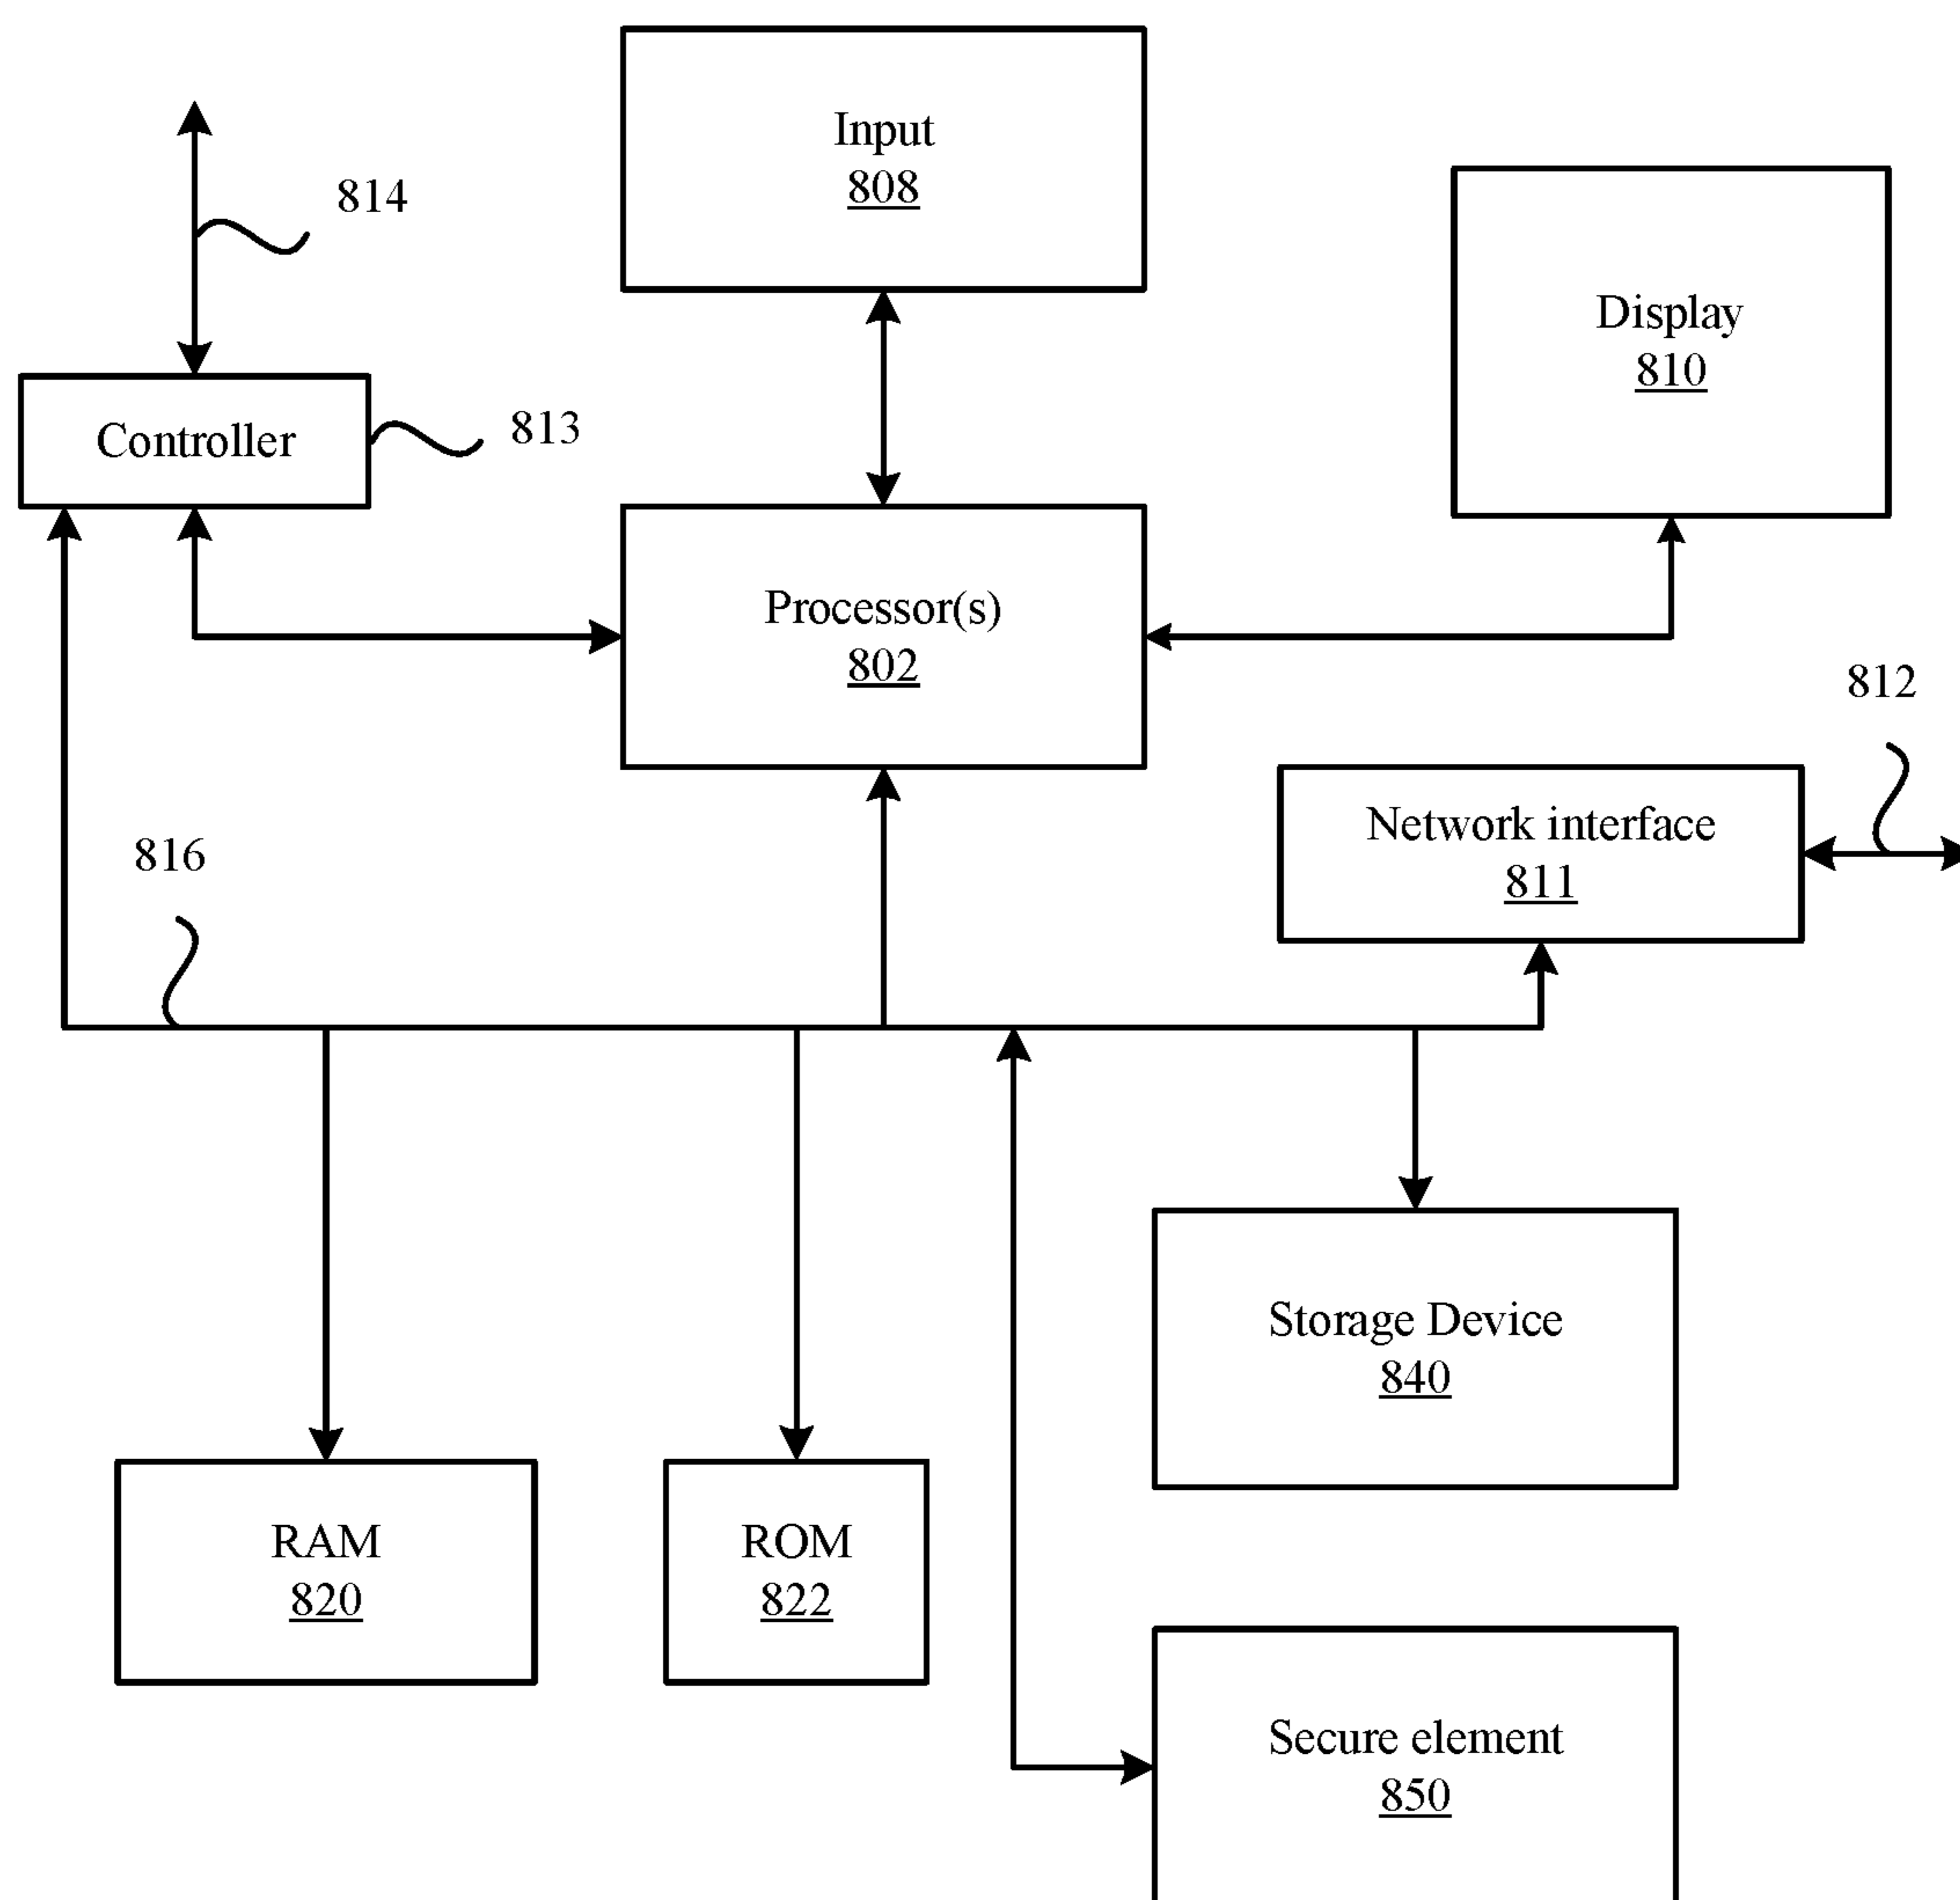 Input
808
814
Display
810
Controller
813
Processor(s)
802
812
Network interface
811
816
Storage Device
840
RAM
820
ROM
822
Secure element
850